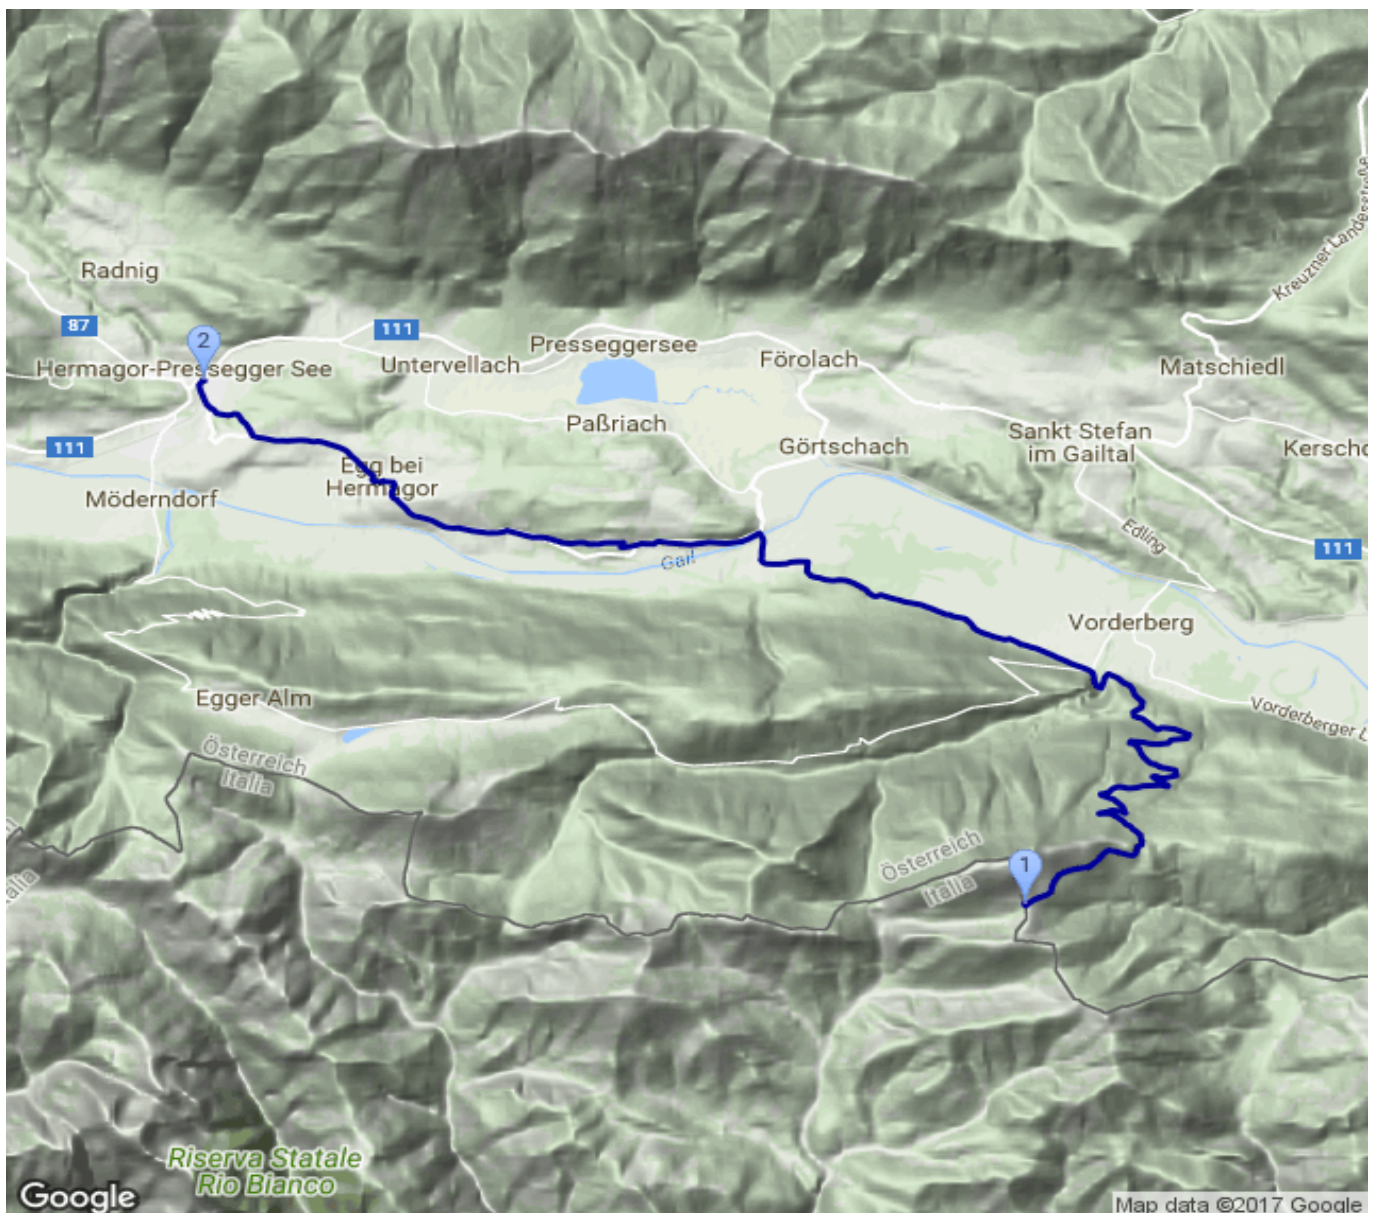 Radnig
87
2
111
Presseggersee
Hermagor-Pressegger See
Untervellach
Förolach
Matschiedl
Kreuzner Landesstraße
Paßriach
111
Görtschach
Sankt Stefan
im Gailtal
Egg bei
Hermagor
Möderndorf
Edling
111
Gail
Vorderberg
Egger Alm
Vorderberger L
Österreich
Italia
Österreich
Italia
1
Riserva Statale
Rio Bianco
Google
Map data ©2017 Google